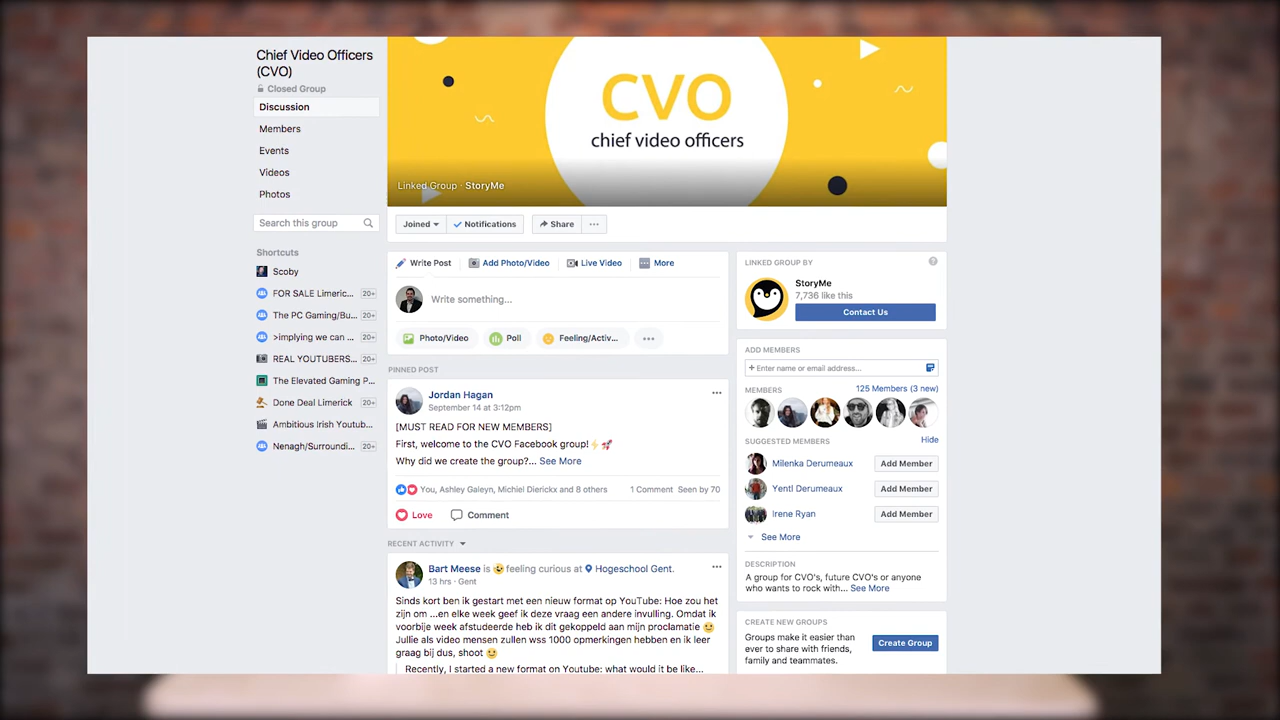 Chief Video Officers
(CVO)
Closed Group
Discussion
Members
Events
Videos
Photos
Search this group
Shortcuts
Scoby
FOR SALE Limeric... 20+
The PC Gaming/Bu... 20+
>implying we can ... 20+
REAL YOUTUBERS... 20+
The Elevated Gaming P...
Done Deal Limerick 20+
Ambitious Irish Youtub...
Nenagh/Surroundi... 20+
CVO
chief video officers
Linked Group · StoryMe
Joined Notifications Share
Write Post Add Photo/Video Live Video More
Write something...
Photo/Video Poll Feeling/Activ...
PINNED POST
Jordan Hagan
September 14 at 3:12pm
[MUST READ FOR NEW MEMBERS]
First, welcome to the CVO Facebook group!⚡🚀
Why did we create the group?... See More
You, Ashley Galeyn, Michiel Dierickx and 8 others 1 Comment Seen by 70
Love Comment
RECENT ACTIVITY
Bart Meese is 🤣 feeling curious at Hogeschool Gent.
13 hrs · Gent
Sinds kort ben ik gestart met een nieuw format op YouTube: Hoe zou het
zijn om ...en elke week geef ik deze vraag een andere invulling. Omdat ik
voorbije week afstudeerde heb ik dit gekoppeld aan mijn proclamatie 😀
Jullie als video mensen zullen wss 1000 opmerkingen hebben en ik leer
graag bij dus, shoot 😀
Recently, I started a new format on Youtube: what would it be like...
LINKED GROUP BY
StoryMe
7,736 like this
Contact Us
ADD MEMBERS
+ Enter name or email address...
MEMBERS 125 Members (3 new)
SUGGESTED MEMBERS Hide
Milenka Derumeaux Add Member
Yentl Derumeaux Add Member
Irene Ryan Add Member
See More
DESCRIPTION
A group for CVO's, future CVO's or anyone
who wants to rock with... See More
CREATE NEW GROUPS
Groups make it easier than
ever to share with friends,
family and teammates.
Create Group